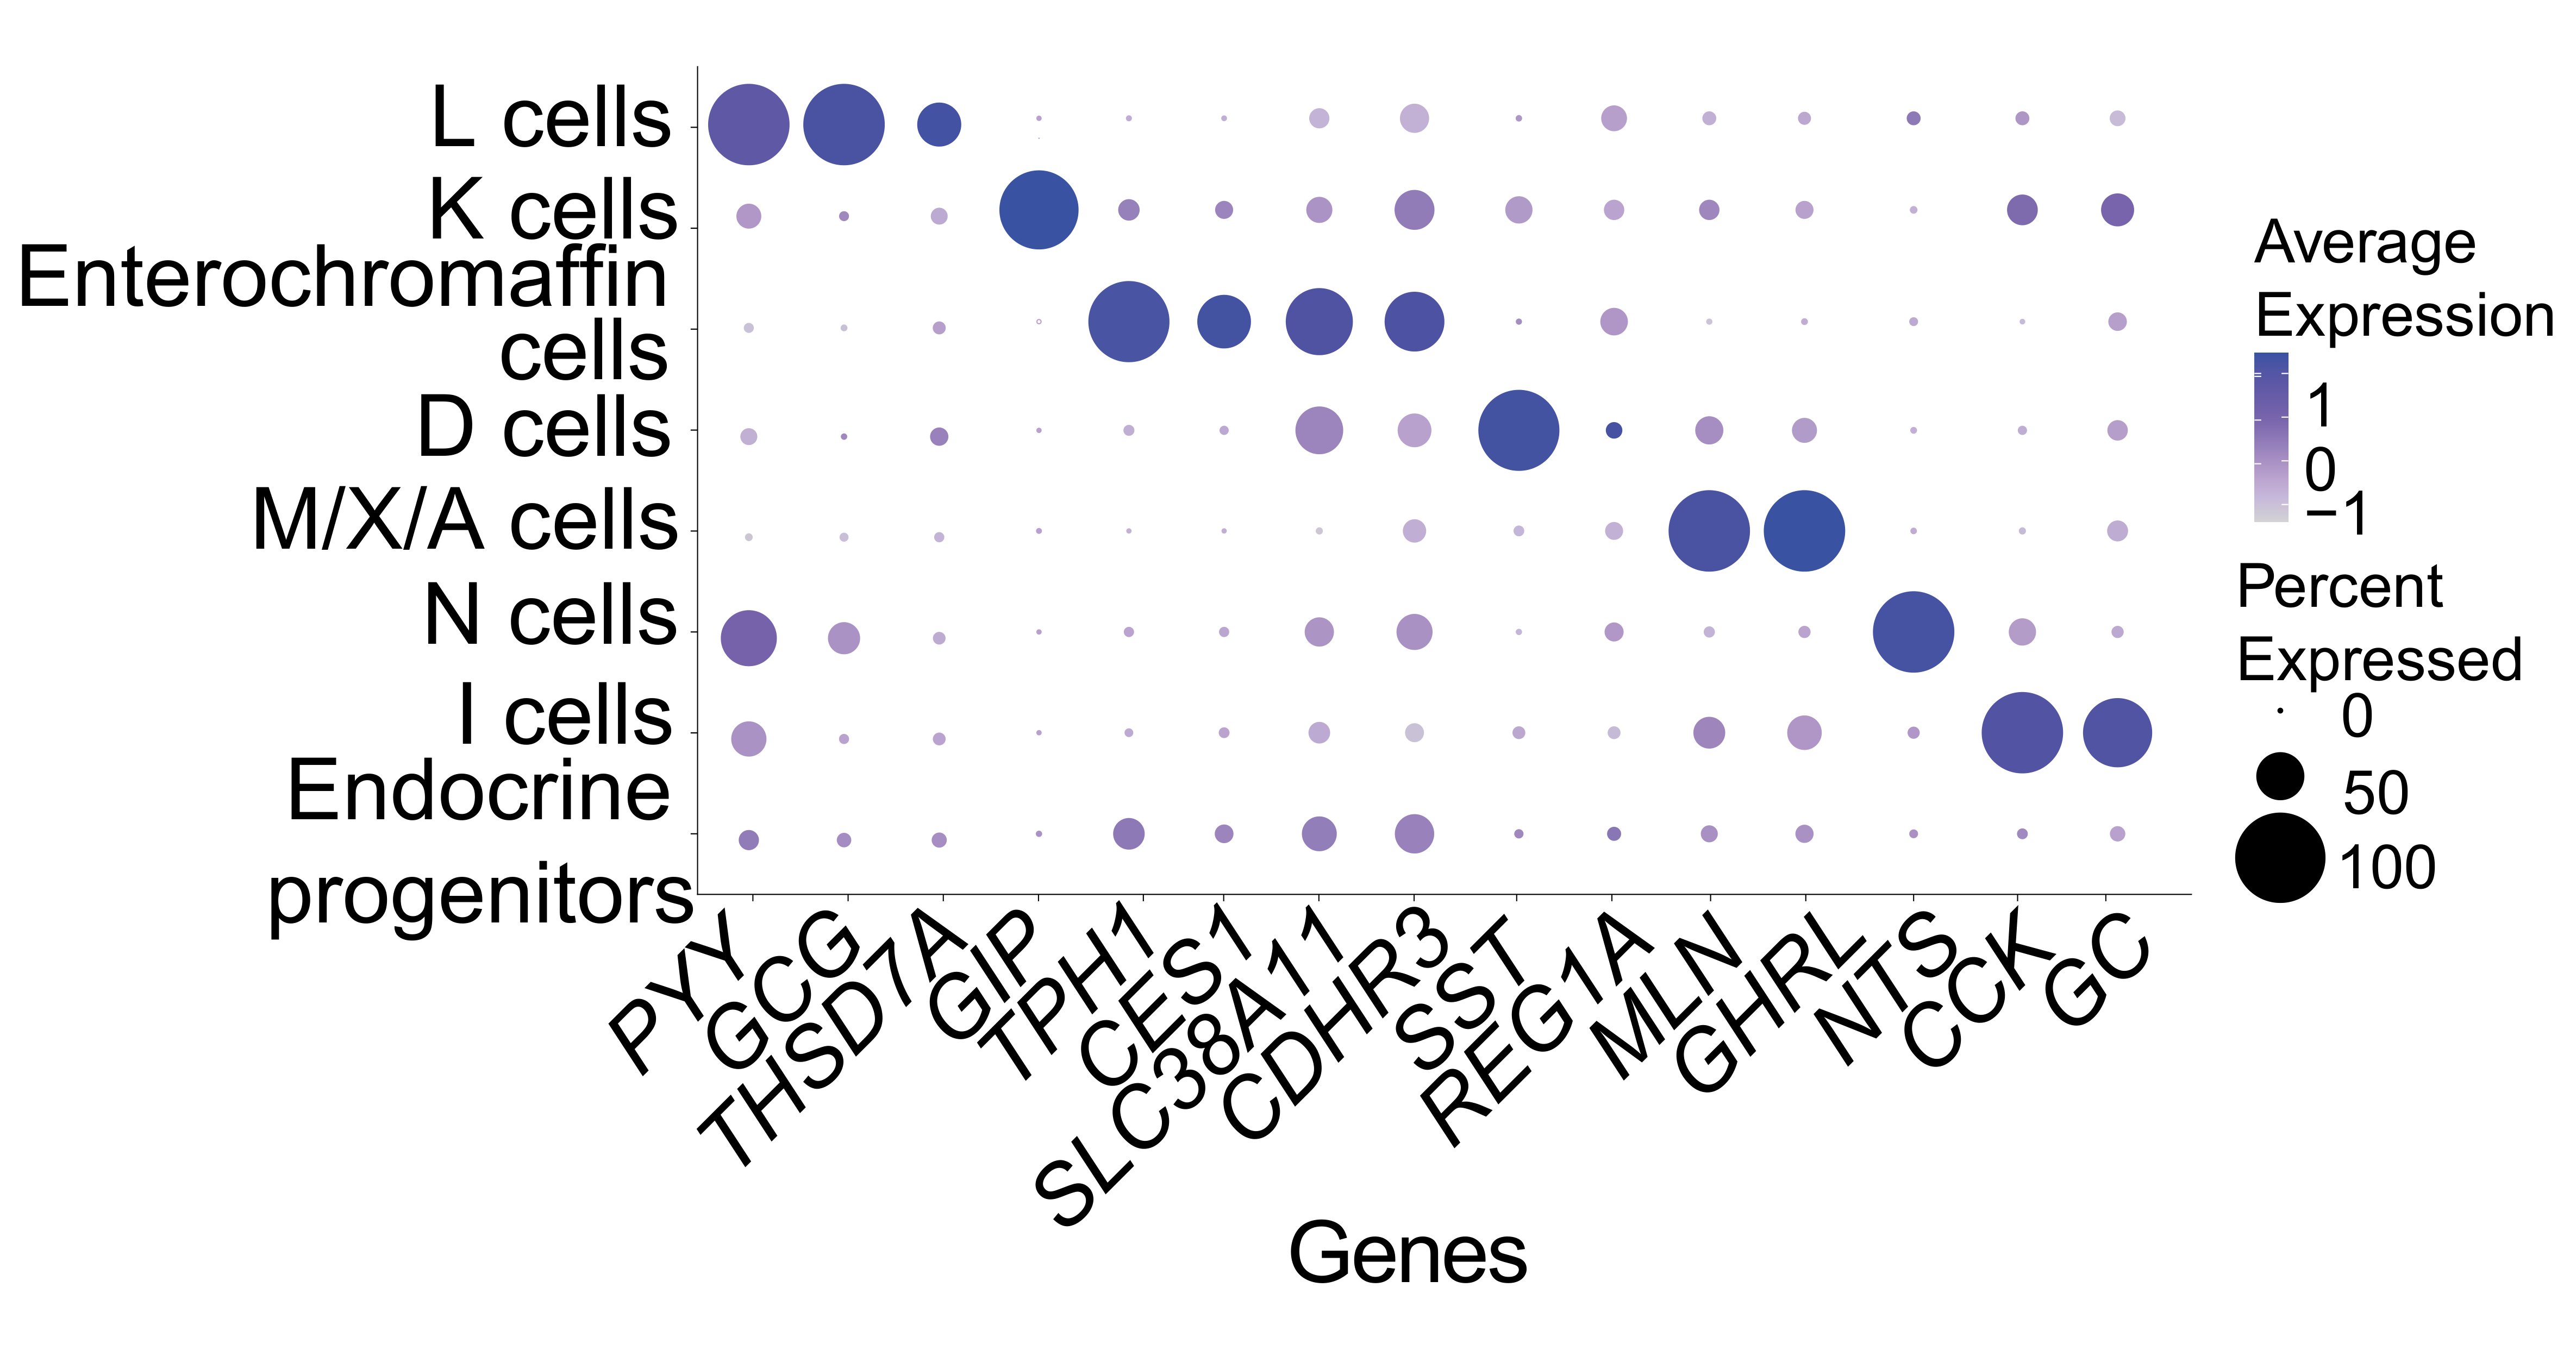 L cells
K cells
Enterochromaffin
cells
D cells
M/X/A cells
N cells
I cells
Endocrine
progenitors
PYY
GCG
THSD7A
GIP
TPH1
CES1
SLC38A11
CDHR3
SST
REG1A
MLN
GHRL
NTS
CCK
GC
Genes
Average
Expression
1
0
−1
Percent
Expressed
0
50
100